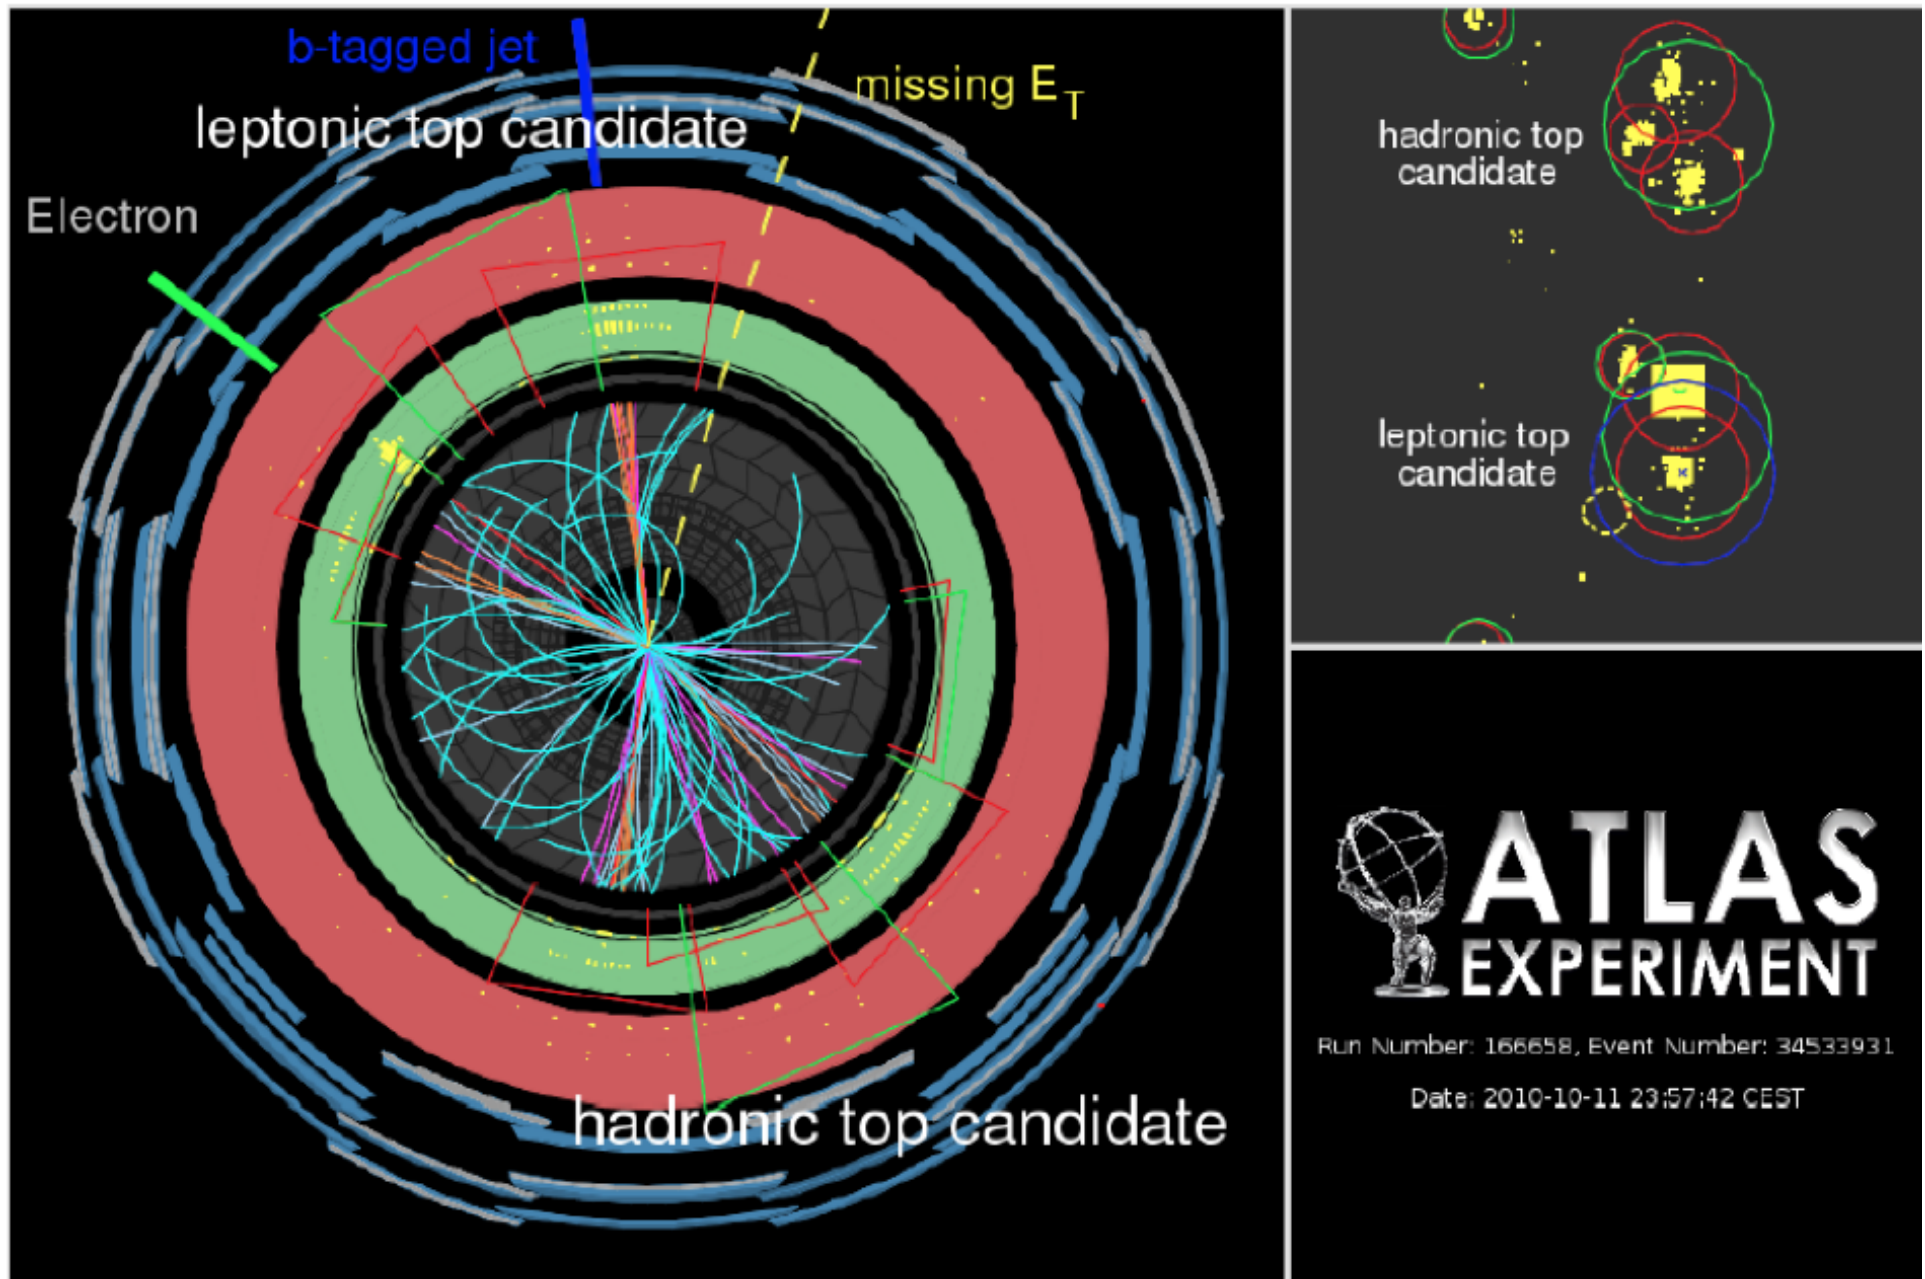 b-tagged jet
missing E_T
leptonic top candidate
Electron
hadronic top candidate
hadronic top
candidate
leptonic top
candidate
ATLAS
EXPERIMENT
Run Number: 166658, Event Number: 34533931
Date: 2010-10-11 23:57:42 CEST